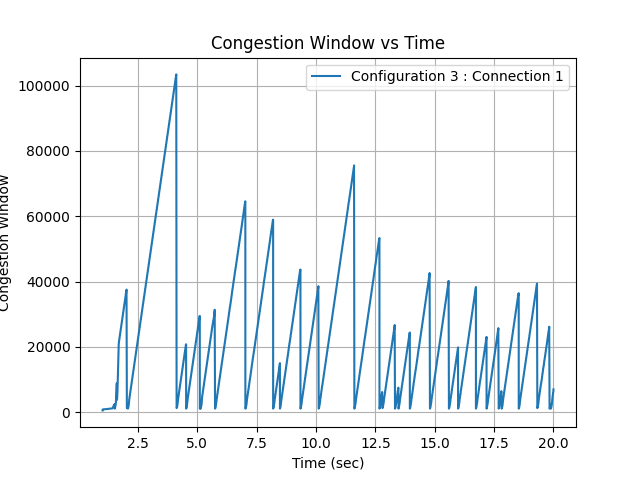 Congestion Window vs Time
Configuration 3 : Connection 1
Congestion Window
100000
80000
60000
40000
20000
0
2.5 5.0 7.5 10.0 12.5 15.0 17.5 20.0
Time (sec)